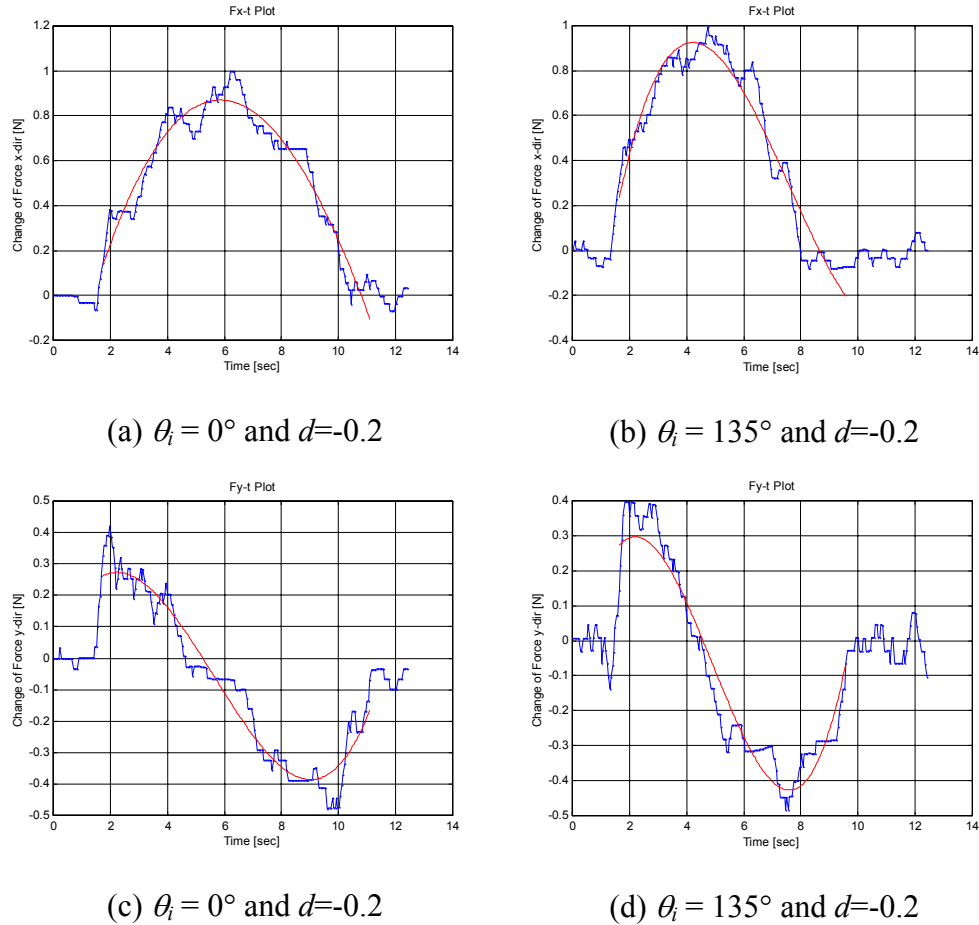 Fx-t Plot
Change of Force x-dir [N]
1.2
1
0.8
0.6
0.4
0.2
0
-0.2
0 2 4 6 8 10 12 14
Time [sec]
(a) θi = 0° and d=-0.2
Fx-t Plot
Change of Force x-dir [N]
1
0.8
0.6
0.4
0.2
0
-0.2
-0.4
0 2 4 6 8 10 12 14
Time [sec]
(b) θi = 135° and d=-0.2
Fy-t Plot
Change of Force y-dir [N]
0.5
0.4
0.3
0.2
0.1
0
-0.1
-0.2
-0.3
-0.4
-0.5
0 2 4 6 8 10 12 14
Time [sec]
(c) θi = 0° and d=-0.2
Fy-t Plot
Change of Force y-dir [N]
0.4
0.3
0.2
0.1
0
-0.1
-0.2
-0.3
-0.4
-0.5
0 2 4 6 8 10 12 14
Time [sec]
(d) θi = 135° and d=-0.2